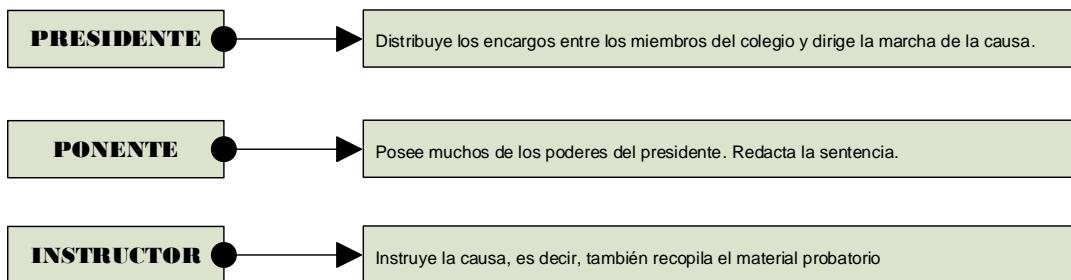 PRESIDENTE
Distribuye los encargos entre los miembros del colegio y dirige la marcha de la causa.
PONENTE
Posee muchos de los poderes del presidente. Redacta la sentencia.
INSTRUCTOR
Instruye la causa, es decir, también recopila el material probatorio